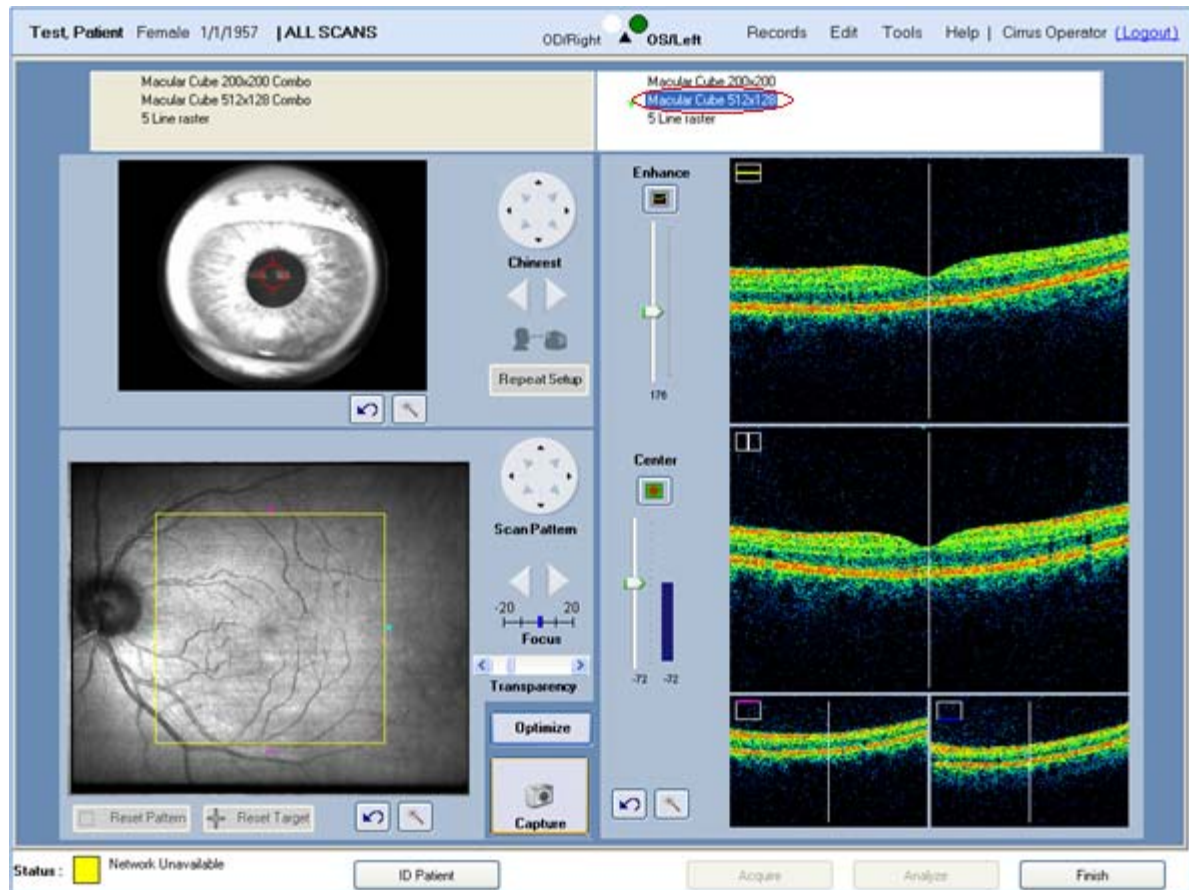 Test, Patient Female 1/1/1957 | ALL SCANS OD/Right OS/Left Records Edit Tools Help | Cirrus Operator (Logout)
Macular Cube 200x200 Combo
Macular Cube 512x128 Combo
5 Line raster
Macular Cube 200x200
Macular Cube 512x128
5 Line raster
Chinrest
Repeat Setup
Enhance
176
Scan Pattern
-20 20
Focus
Transparency
Optimize
Capture
Center
-72 -72
Reset Pattern Reset Target
Status : Network Unavailable ID Patient Acquire Analyze Finish